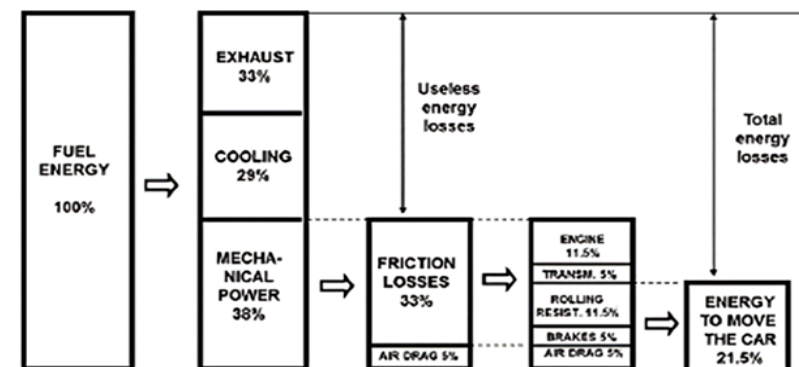 FUEL
ENERGY
100%
EXHAUST
33%
COOLING
29%
MECHA-
NICAL
POWER
38%
Useless
energy
losses
FRICTION
LOSSES
33%
AIR DRAG 5%
ENGINE
11.5%
TRANSM. 5%
ROLLING
RESIST. 11.5%
BRAKES 5%
AIR DRAG 5%
Total
energy
losses
ENERGY
TO MOVE
THE CAR
21.5%